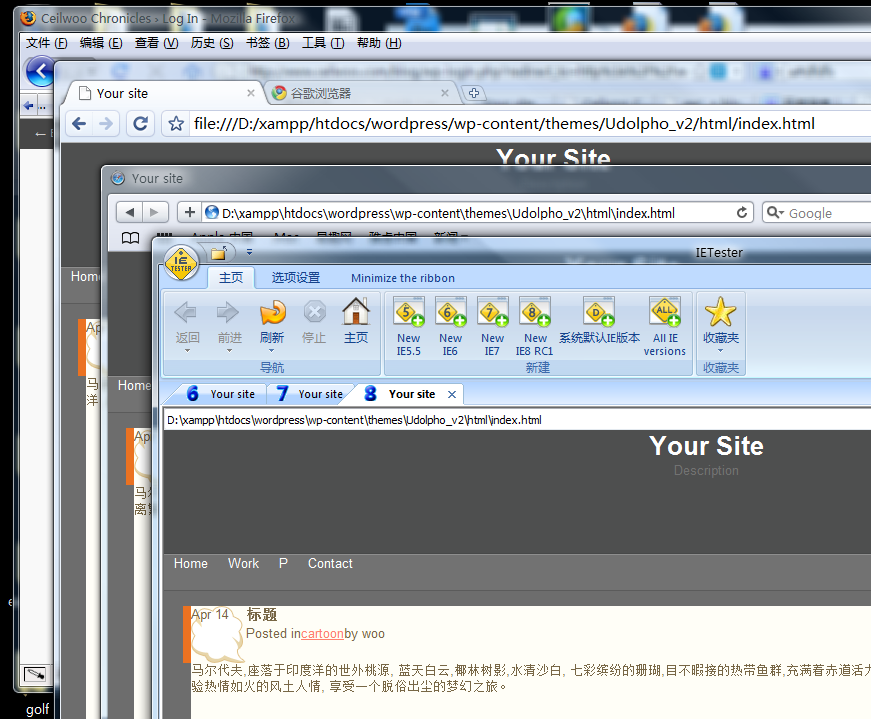 Ceilwoo Chronicles › Log In - Mozilla Firefox
文件 (F) 编辑 (E) 查看 (V) 历史 (S) 书签 (B) 工具 (T) 帮助 (H)
Your site
谷歌浏览器
file:///D:/xampp/htdocs/wordpress/wp-content/themes/Udolpho_v2/html/index.html
Your Site
Your site
D:\xampp\htdocs\wordpress\wp-content\themes\Udolpho_v2\html\index.html
Google
IETester
IE
TESTER
主页 选项设置 Minimize the ribbon
返回 前进 刷新 停止 主页
New IE5.5
New IE6
New IE7
New IE8 RC1
系统默认IE版本
All IE versions
收藏夹
导航 新建 收藏夹
6 Your site 7 Your site 8 Your site
D:\xampp\htdocs\wordpress\wp-content\themes\Udolpho_v2\html\index.html
Your Site
Description
Home Work P Contact
Apr 14
标题
Posted incartoonby woo
马尔代夫,座落于印度洋的世外桃源, 蓝天白云,椰林树影,水清沙白, 七彩缤纷的珊瑚,目不暇接的热带鱼群,充满着赤道活
验热情如火的风土人情, 享受一个脱俗出尘的梦幻之旅。
Home
Home
golf